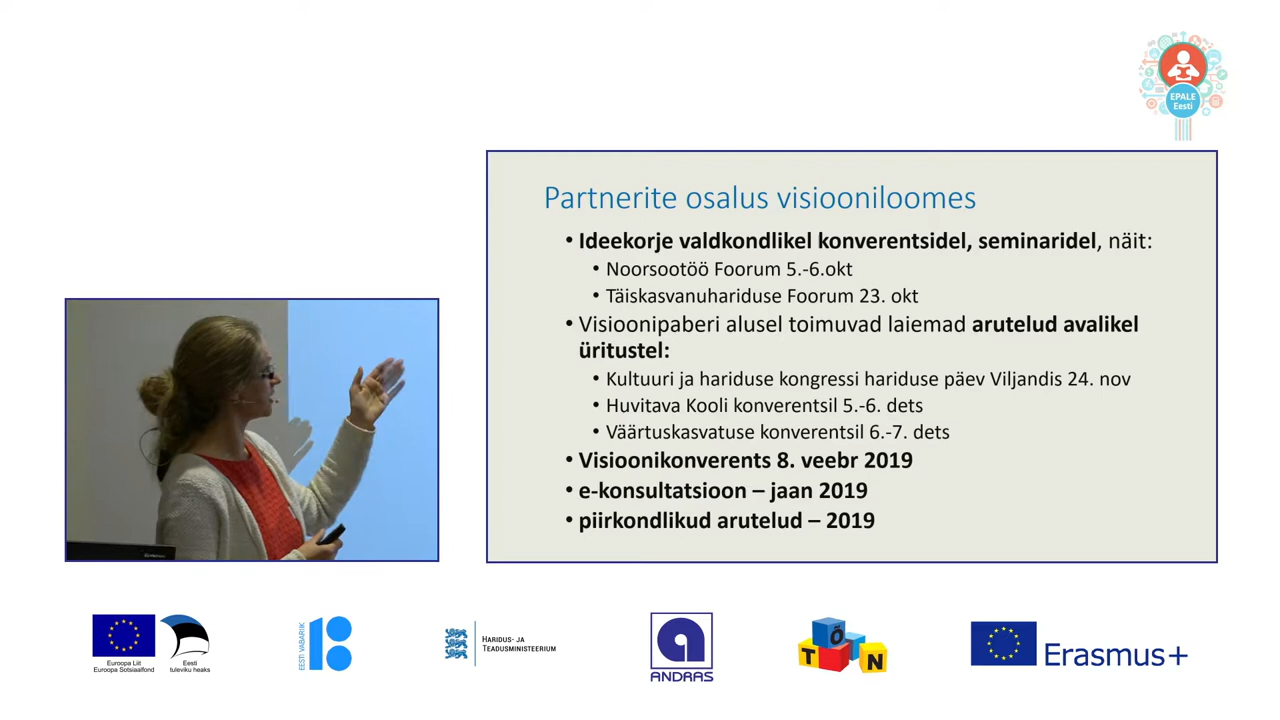 EPALE
Eesti
Partnerite osalus visiooniloomes
• Ideekorje valdkondlikel konverentsidel, seminaridel, näit:
• Noorsootöö Foorum 5.-6.okt
• Täiskasvanuhariduse Foorum 23. okt
• Visioonipaberi alusel toimuvad laiemad arutelud avalikel
üritustel:
• Kultuuri ja hariduse kongressi hariduse päev Viljandis 24. nov
• Huvitava Kooli konverentsil 5.-6. dets
• Väärtuskasvatuse konverentsil 6.-7. dets
• Visioonikonverents 8. veebr 2019
• e-konsultatsioon – jaan 2019
• piirkondlikud arutelud – 2019
Euroopa Liit
Euroopa Sotsiaalfond
Eesti
tuleviku heaks
EESTI VABARIIK
100
HARIDUS- JA
TEADUSMINISTEERIUM
a
ANDRAS
T Õ N
Erasmus+